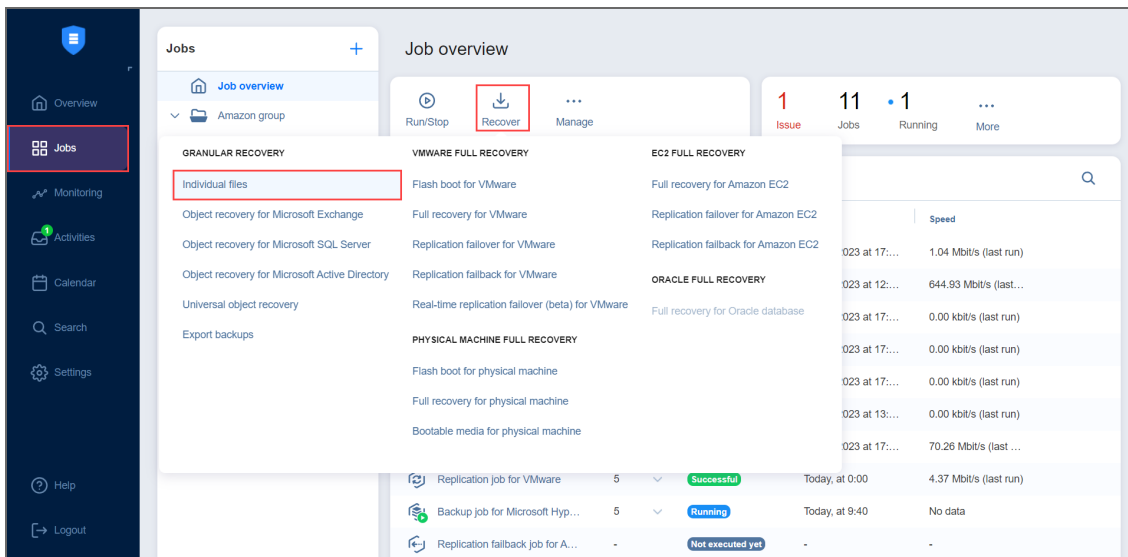 Overview
Jobs
Monitoring
1
Activities
Calendar
Search
Settings
Help
Logout
Jobs
+
Job overview
Amazon group
Job overview
Run/Stop
Recover
Manage
1
Issue
11
Jobs
1
Running
More
GRANULAR RECOVERY
Individual files
Object recovery for Microsoft Exchange
Object recovery for Microsoft SQL Server
Object recovery for Microsoft Active Directory
Universal object recovery
Export backups
VMWARE FULL RECOVERY
Flash boot for VMware
Full recovery for VMware
Replication failover for VMware
Replication failback for VMware
Real-time replication failover (beta) for VMware
PHYSICAL MACHINE FULL RECOVERY
Flash boot for physical machine
Full recovery for physical machine
Bootable media for physical machine
EC2 FULL RECOVERY
Full recovery for Amazon EC2
Replication failover for Amazon EC2
Replication failback for Amazon EC2
ORACLE FULL RECOVERY
Full recovery for Oracle database
Speed
2023 at 17:... 1.04 Mbit/s (last run)
2023 at 12:... 644.93 Mbit/s (last...
2023 at 17:... 0.00 kbit/s (last run)
2023 at 17:... 0.00 kbit/s (last run)
2023 at 17:... 0.00 kbit/s (last run)
2023 at 13:... 0.00 kbit/s (last run)
2023 at 17:... 70.26 Mbit/s (last ...
Replication job for VMware 5 Successful Today, at 0:00 4.37 Mbit/s (last run)
Backup job for Microsoft Hyp... 5 Running Today, at 9:40 No data
Replication failback job for A... - Not executed yet - -